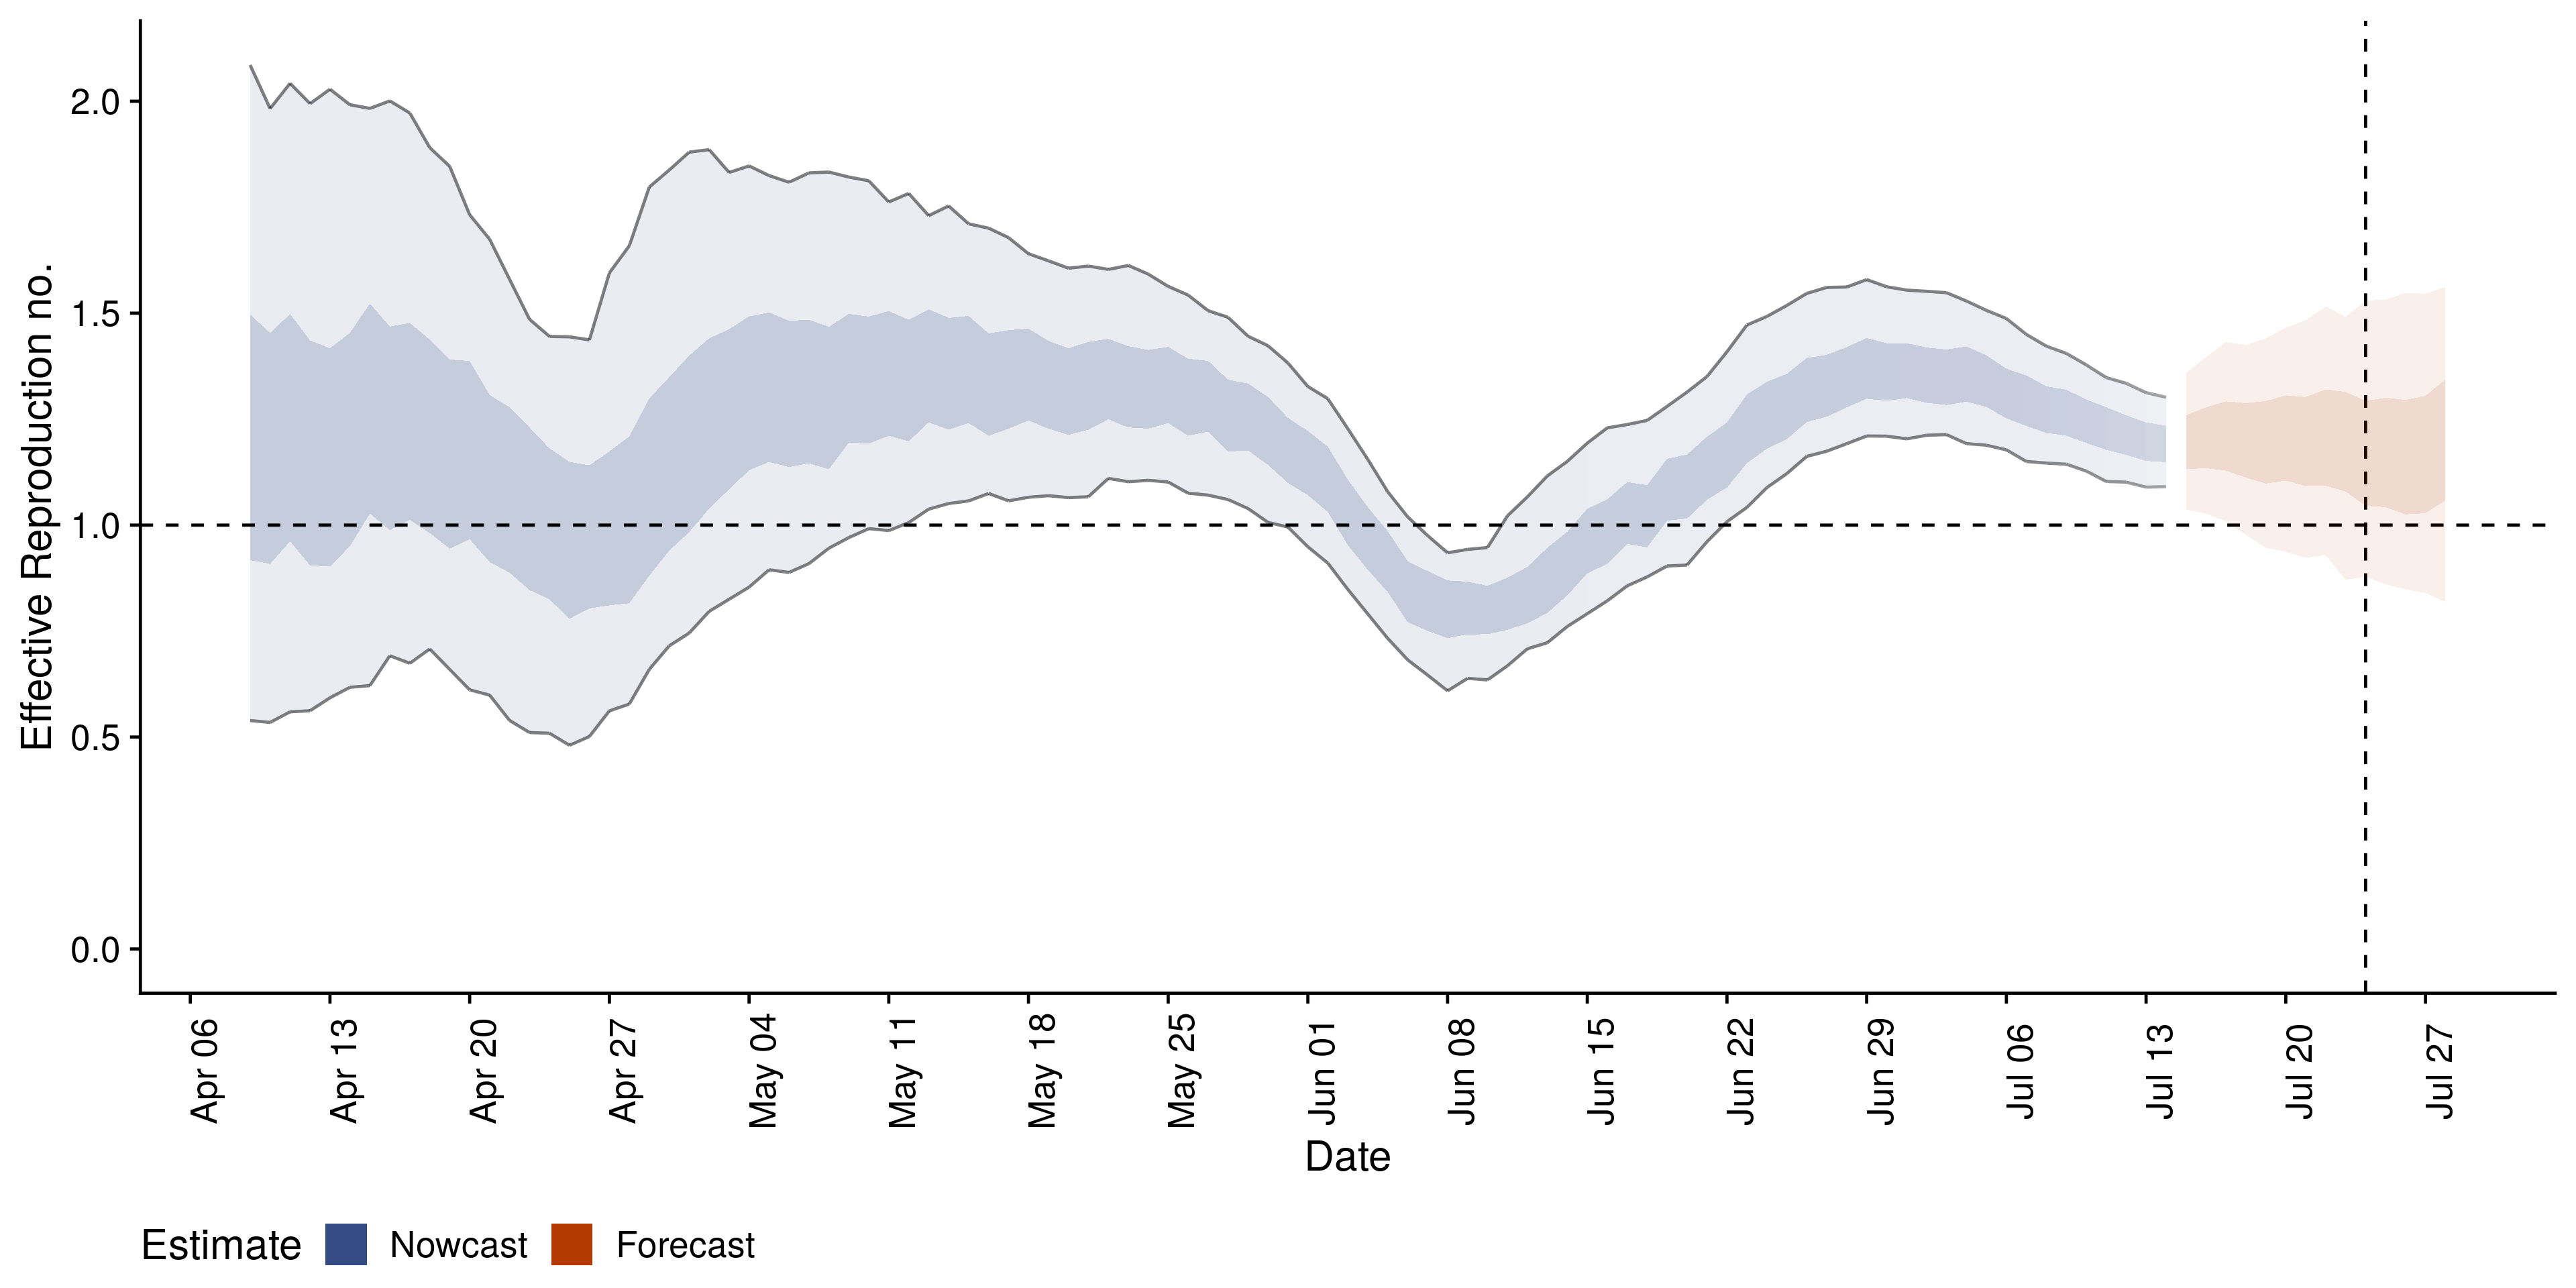 Effective Reproduction no.
2.0
1.5
1.0
0.5
0.0
Apr 06
Apr 13
Apr 20
Apr 27
May 04
May 11
May 18
May 25
Jun 01
Jun 08
Jun 15
Jun 22
Jun 29
Jul 06
Jul 13
Jul 20
Jul 27
Date
Estimate Nowcast Forecast